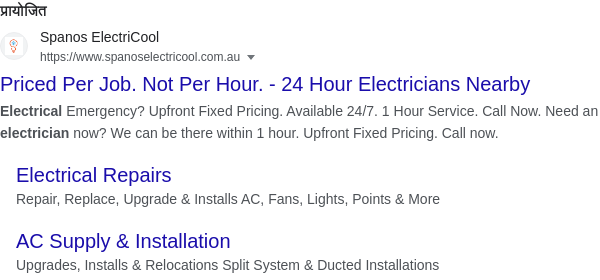 प्रायोजित
Spanos ElectriCool
https://www.spanoselectricool.com.au
Priced Per Job. Not Per Hour. - 24 Hour Electricians Nearby
Electrical Emergency? Upfront Fixed Pricing. Available 24/7. 1 Hour Service. Call Now. Need an
electrician now? We can be there within 1 hour. Upfront Fixed Pricing. Call now.
Electrical Repairs
Repair, Replace, Upgrade & Installs AC, Fans, Lights, Points & More
AC Supply & Installation
Upgrades, Installs & Relocations Split System & Ducted Installations